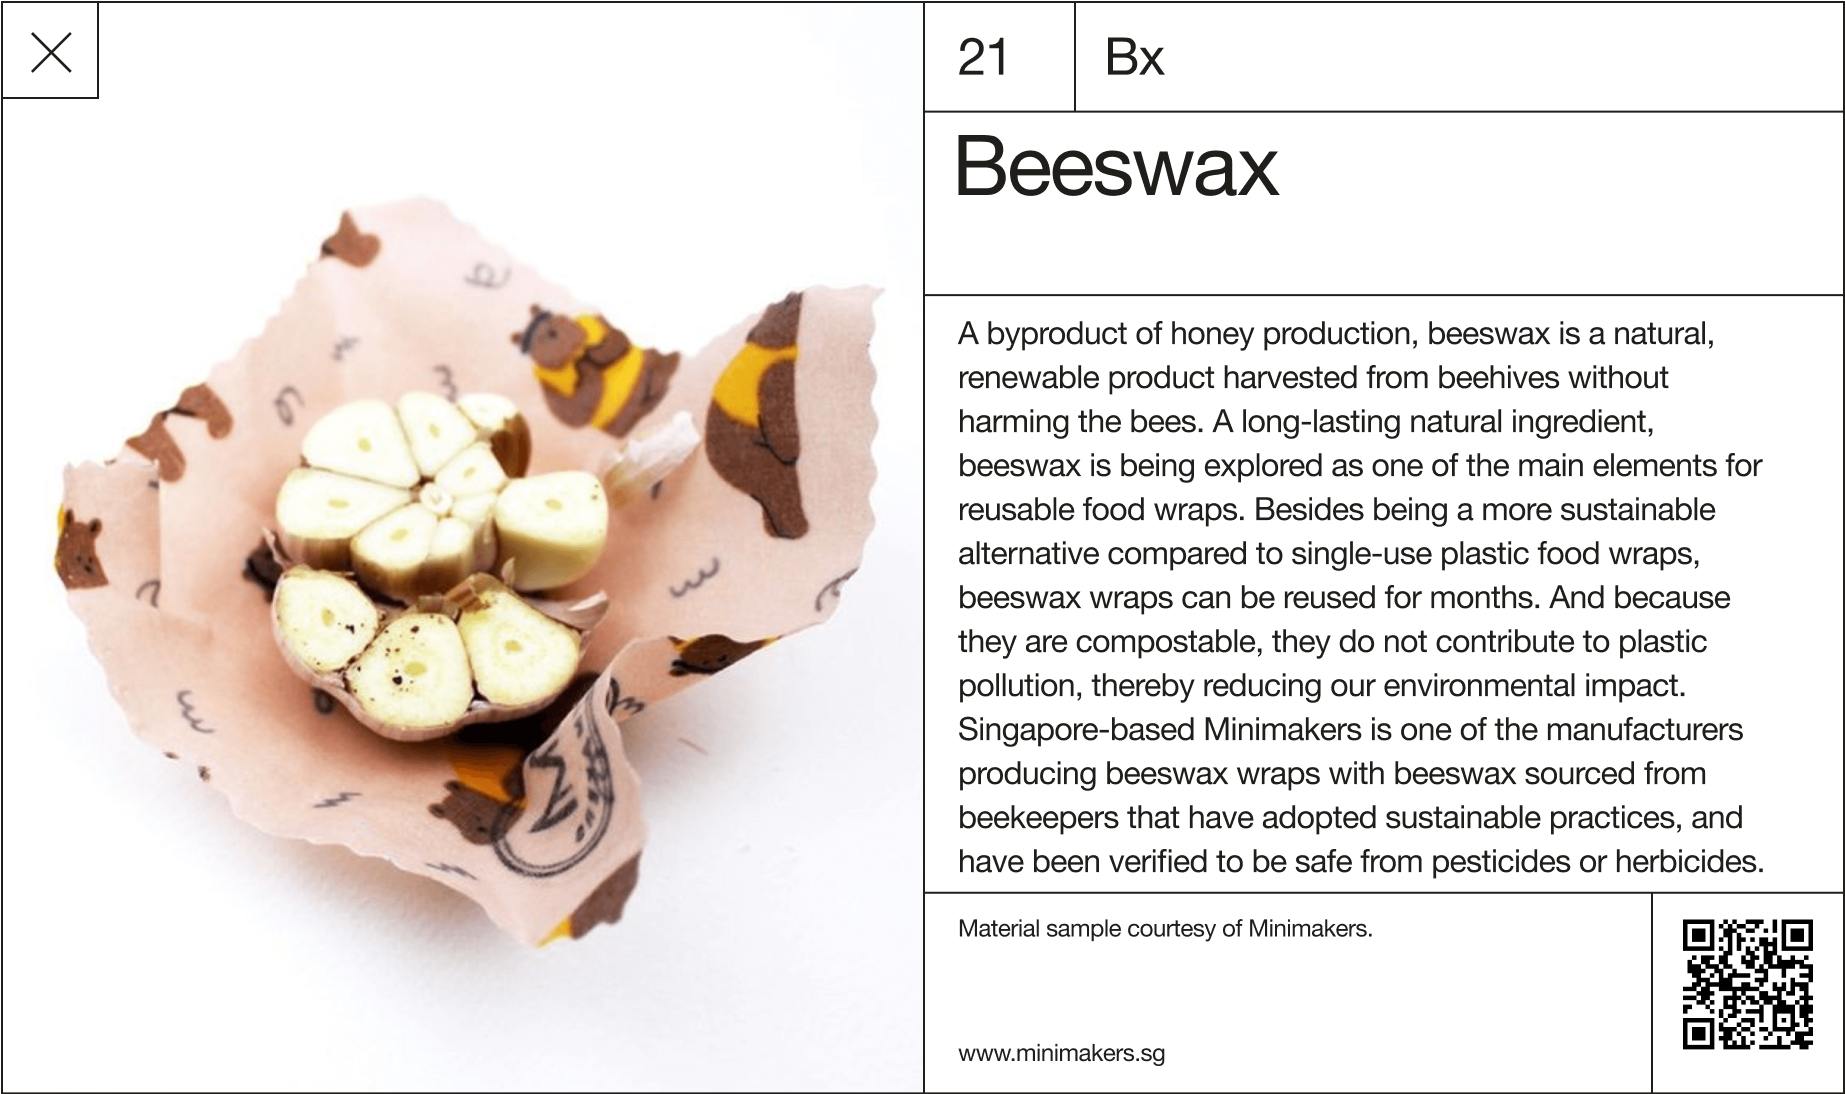 21
Bx
Beeswax
A byproduct of honey production, beeswax is a natural,
renewable product harvested from beehives without
harming the bees. A long-lasting natural ingredient,
beeswax is being explored as one of the main elements for
reusable food wraps. Besides being a more sustainable
alternative compared to single-use plastic food wraps,
beeswax wraps can be reused for months. And because
they are compostable, they do not contribute to plastic
pollution, thereby reducing our environmental impact.
Singapore-based Minimakers is one of the manufacturers
producing beeswax wraps with beeswax sourced from
beekeepers that have adopted sustainable practices, and
have been verified to be safe from pesticides or herbicides.
Material sample courtesy of Minimakers.
www.minimakers.sg